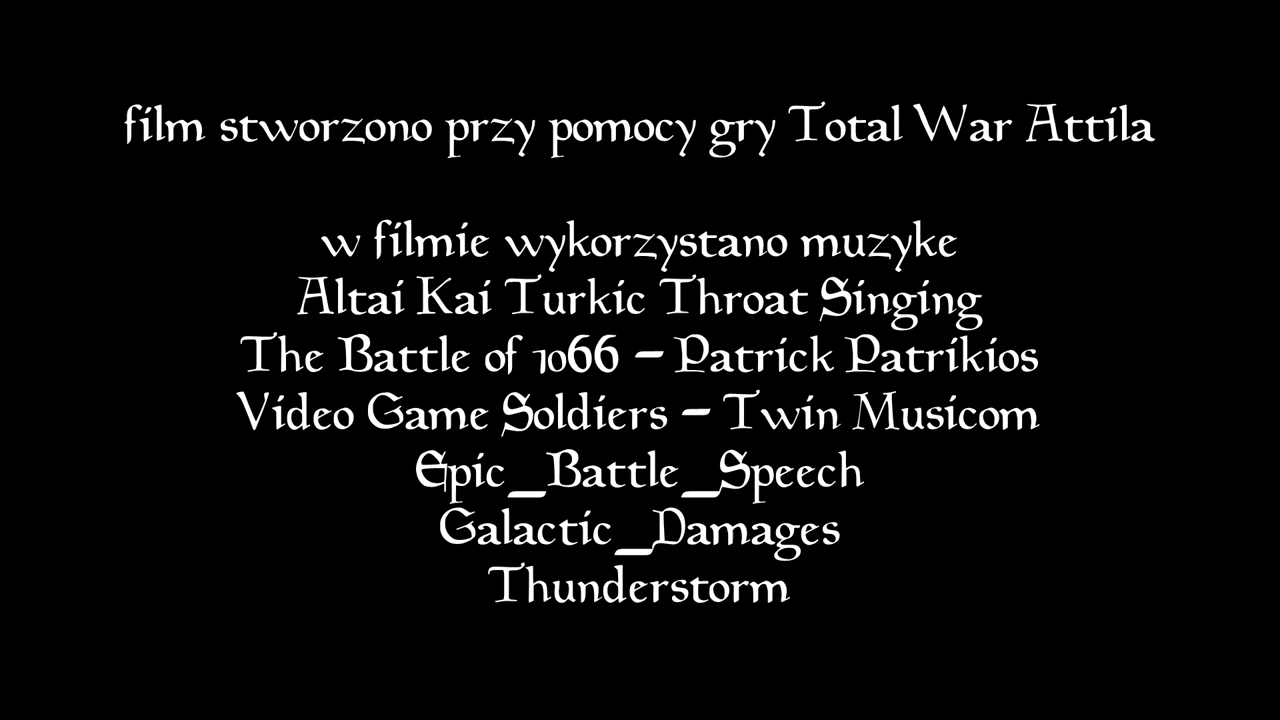 film stworzono przy pomocy gry Total War Attila
w filmie wykorzystano muzyke
Altai Kai Turkic Throat Singing
The Battle of 1066 – Patrick Patrikios
Video Game Soldiers – Twin Musicom
Epic_Battle_Speech
Galactic_Damages
Thunderstorm